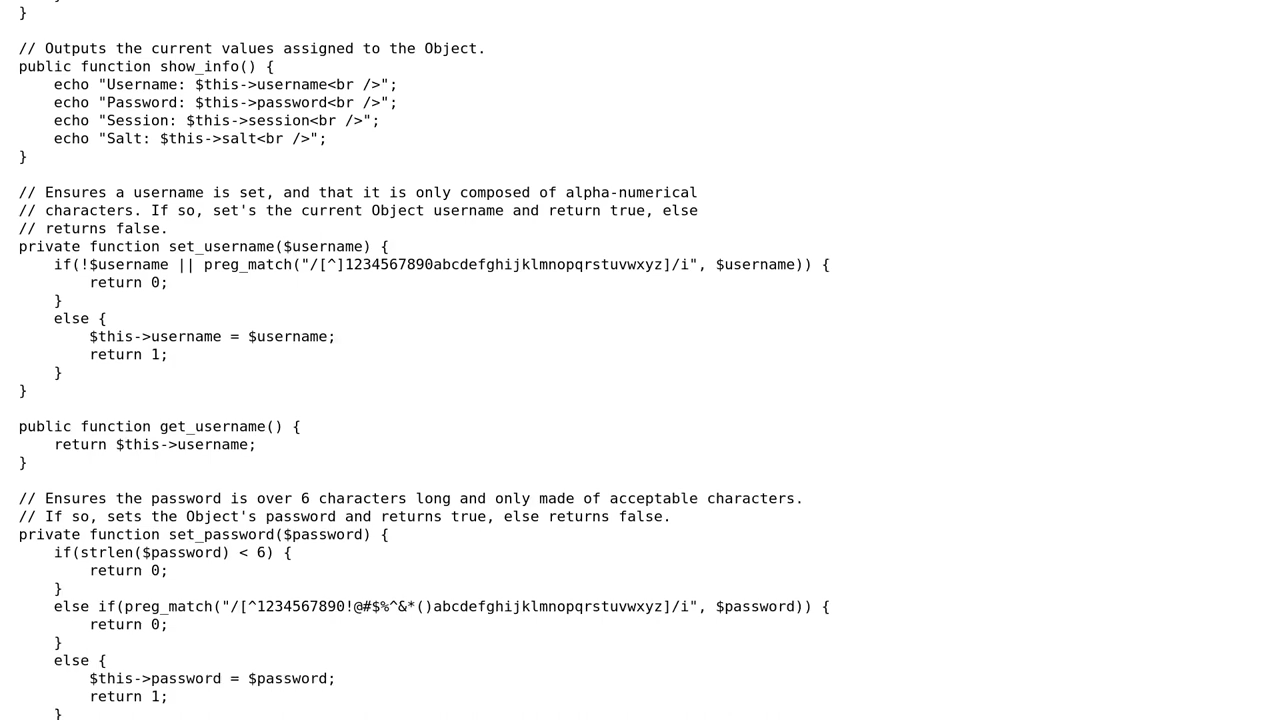 }
// Outputs the current values assigned to the Object.
public function show_info() {
    echo "Username: $this->username<br />";
    echo "Password: $this->password<br />";
    echo "Session: $this->session<br />";
    echo "Salt: $this->salt<br />";
}
// Ensures a username is set, and that it is only composed of alpha-numerical
// characters. If so, set's the current Object username and return true, else
// returns false.
private function set_username($username) {
    if(!$username || preg_match("/[^]1234567890abcdefghijklmnopqrstuvwxyz]/i", $username)) {
        return 0;
    }
    else {
        $this->username = $username;
        return 1;
    }
}
public function get_username() {
    return $this->username;
}
// Ensures the password is over 6 characters long and only made of acceptable characters.
// If so, sets the Object's password and returns true, else returns false.
private function set_password($password) {
    if(strlen($password) < 6) {
        return 0;
    }
    else if(preg_match("/[^1234567890!@#$%^&*()abcdefghijklmnopqrstuvwxyz]/i", $password)) {
        return 0;
    }
    else {
        $this->password = $password;
        return 1;
    }